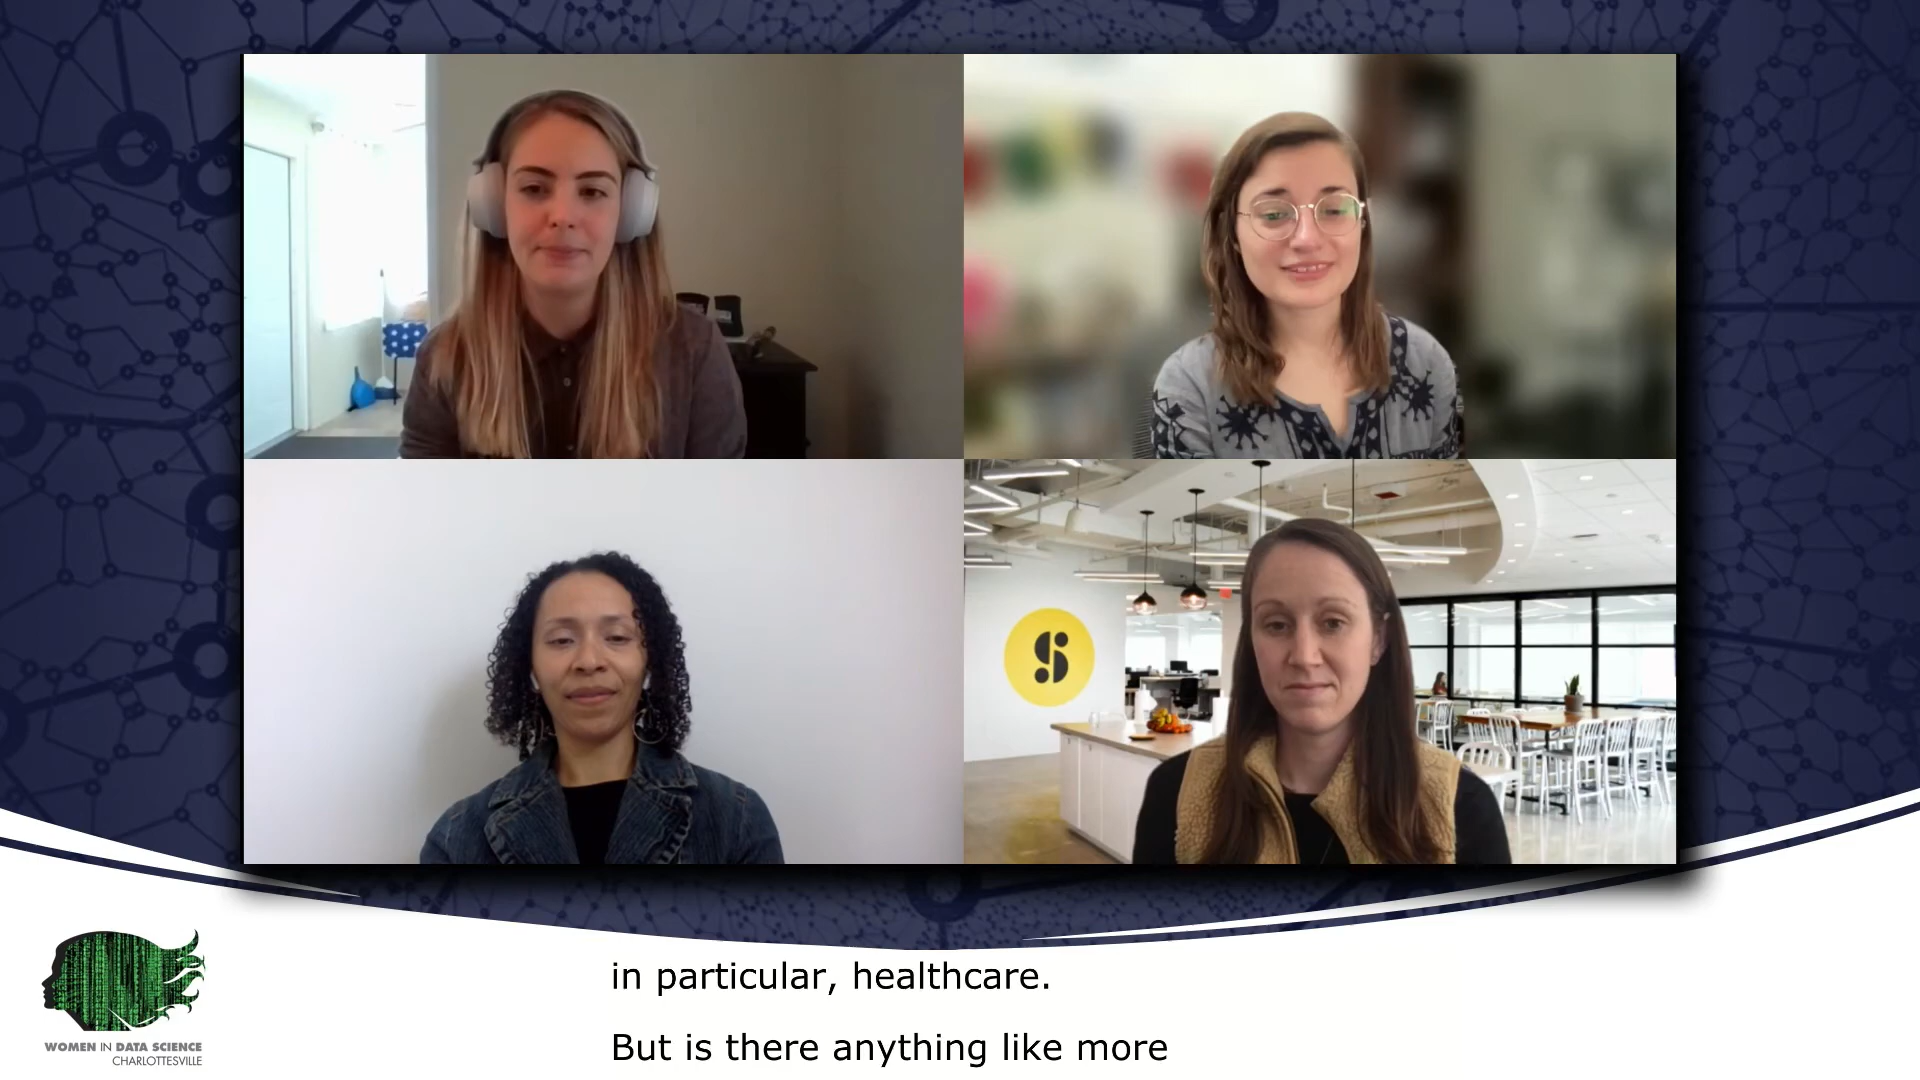 in particular, healthcare.
But is there anything like more
WOMEN IN DATA SCIENCE
CHARLOTTESVILLE